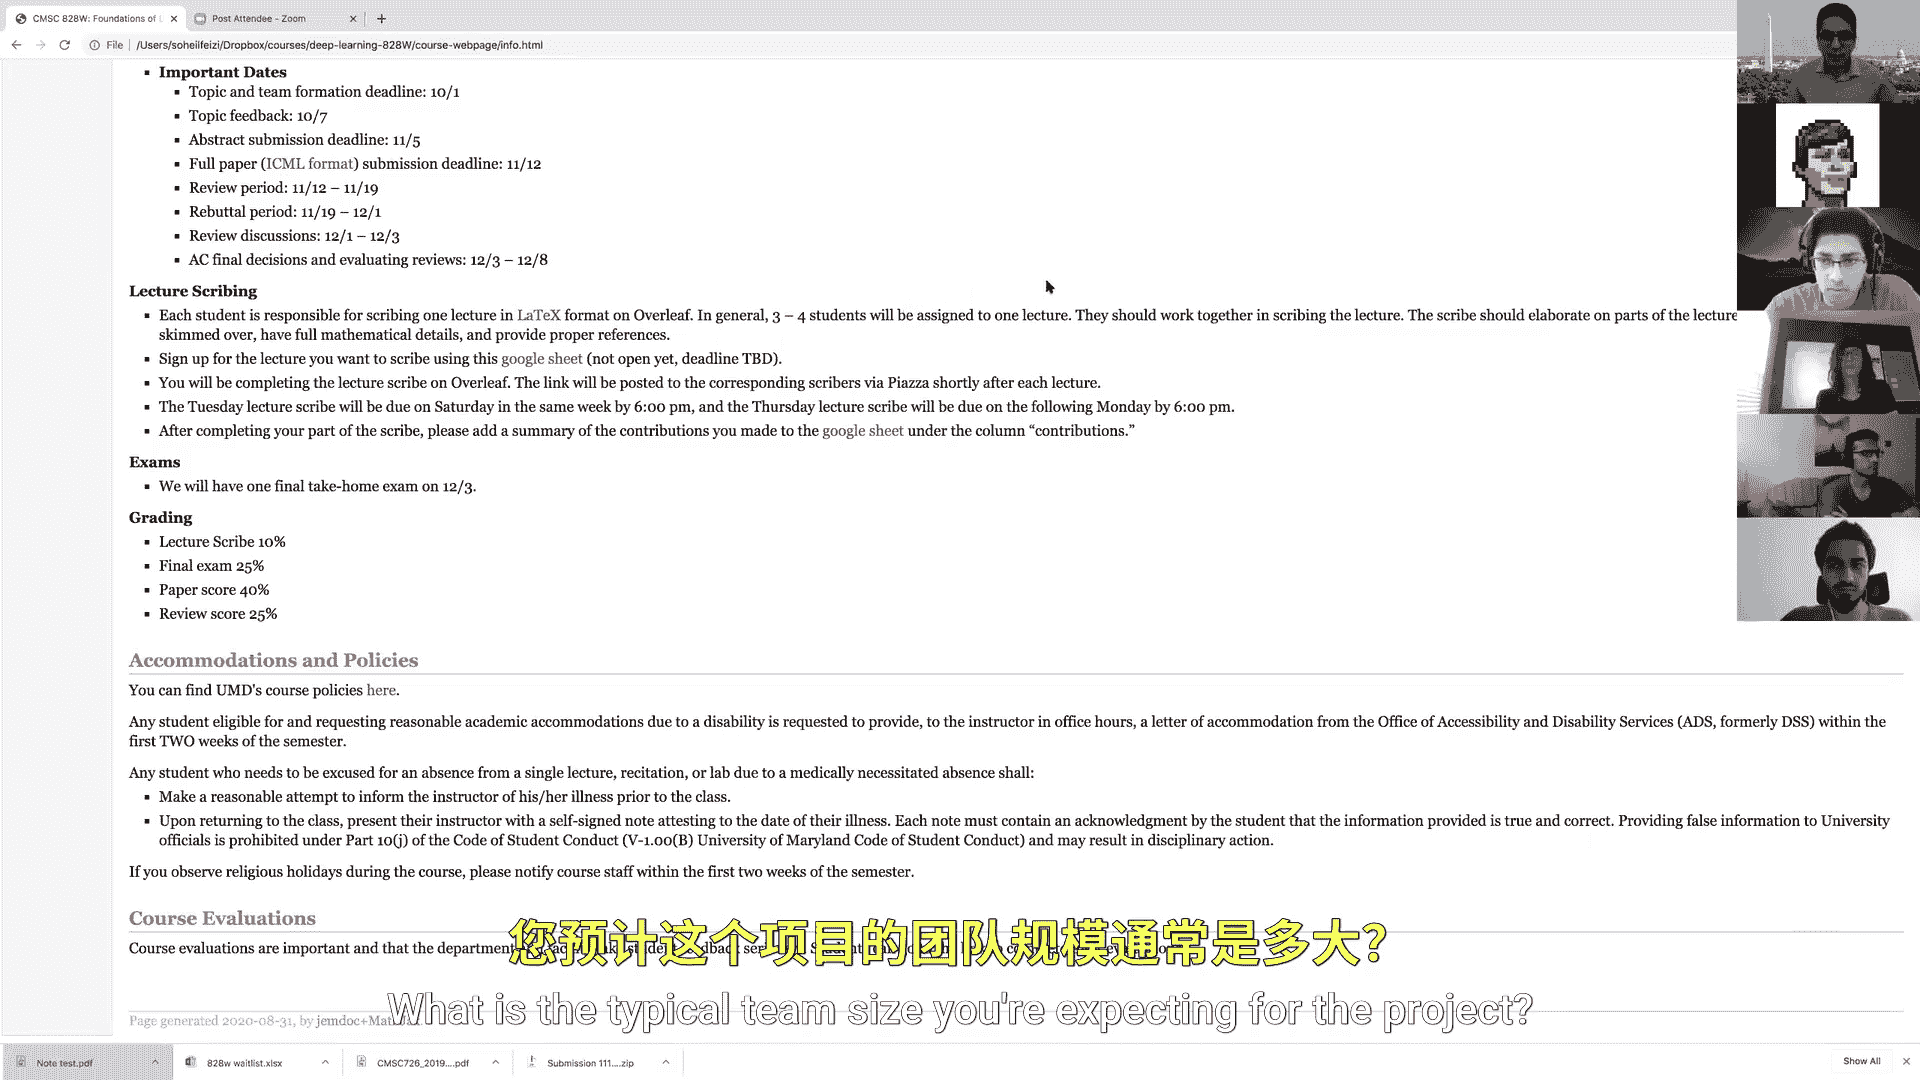 CMSC 828W: Foundations of
Post Attendee - Zoom
File
/Users/soheilfeizi/Dropbox/courses/deep-learning-828W/course-webpage/info.html
Important Dates
Topic and team formation deadline: 10/1
Topic feedback: 10/7
Abstract submission deadline: 11/5
Full paper (ICML format) submission deadline: 11/12
Review period: 11/12 – 11/19
Rebuttal period: 11/19 – 12/1
Review discussions: 12/1 – 12/3
AC final decisions and evaluating reviews: 12/3 – 12/8
Lecture Scribing
Each student is responsible for scribing one lecture in LaTeX format on Overleaf. In general, 3 – 4 students will be assigned to one lecture. They should work together in scribing the lecture. The scribe should elaborate on parts of the lecture
skimmed over, have full mathematical details, and provide proper references.
Sign up for the lecture you want to scribe using this google sheet (not open yet, deadline TBD).
You will be completing the lecture scribe on Overleaf. The link will be posted to the corresponding scribers via Piazza shortly after each lecture.
The Tuesday lecture scribe will be due on Saturday in the same week by 6:00 pm, and the Thursday lecture scribe will be due on the following Monday by 6:00 pm.
After completing your part of the scribe, please add a summary of the contributions you made to the google sheet under the column “contributions.”
Exams
We will have one final take-home exam on 12/3.
Grading
Lecture Scribe 10%
Final exam 25%
Paper score 40%
Review score 25%
Accommodations and Policies
You can find UMD's course policies here.
Any student eligible for and requesting reasonable academic accommodations due to a disability is requested to provide, to the instructor in office hours, a letter of accommodation from the Office of Accessibility and Disability Services (ADS, formerly DSS) within the
first TWO weeks of the semester.
Any student who needs to be excused for an absence from a single lecture, recitation, or lab due to a medically necessitated absence shall:
Make a reasonable attempt to inform the instructor of his/her illness prior to the class.
Upon returning to the class, present their instructor with a self-signed note attesting to the date of their illness. Each note must contain an acknowledgment by the student that the information provided is true and correct. Providing false information to University
officials is prohibited under Part 10(j) of the Code of Student Conduct (V-1.00(B) University of Maryland Code of Student Conduct) and may result in disciplinary action.
If you observe religious holidays during the course, please notify course staff within the first two weeks of the semester.
Course Evaluations
Course evaluations are important and that the department
您预计这个项目的团队规模通常是多大？
What is the typical team size you're expecting for the project?
Page generated 2020-08-31, by jemdoc+
Note test.pdf
828w waitlist.xlsx
CMSC726_2019....pdf
Submission 111....zip
Show All